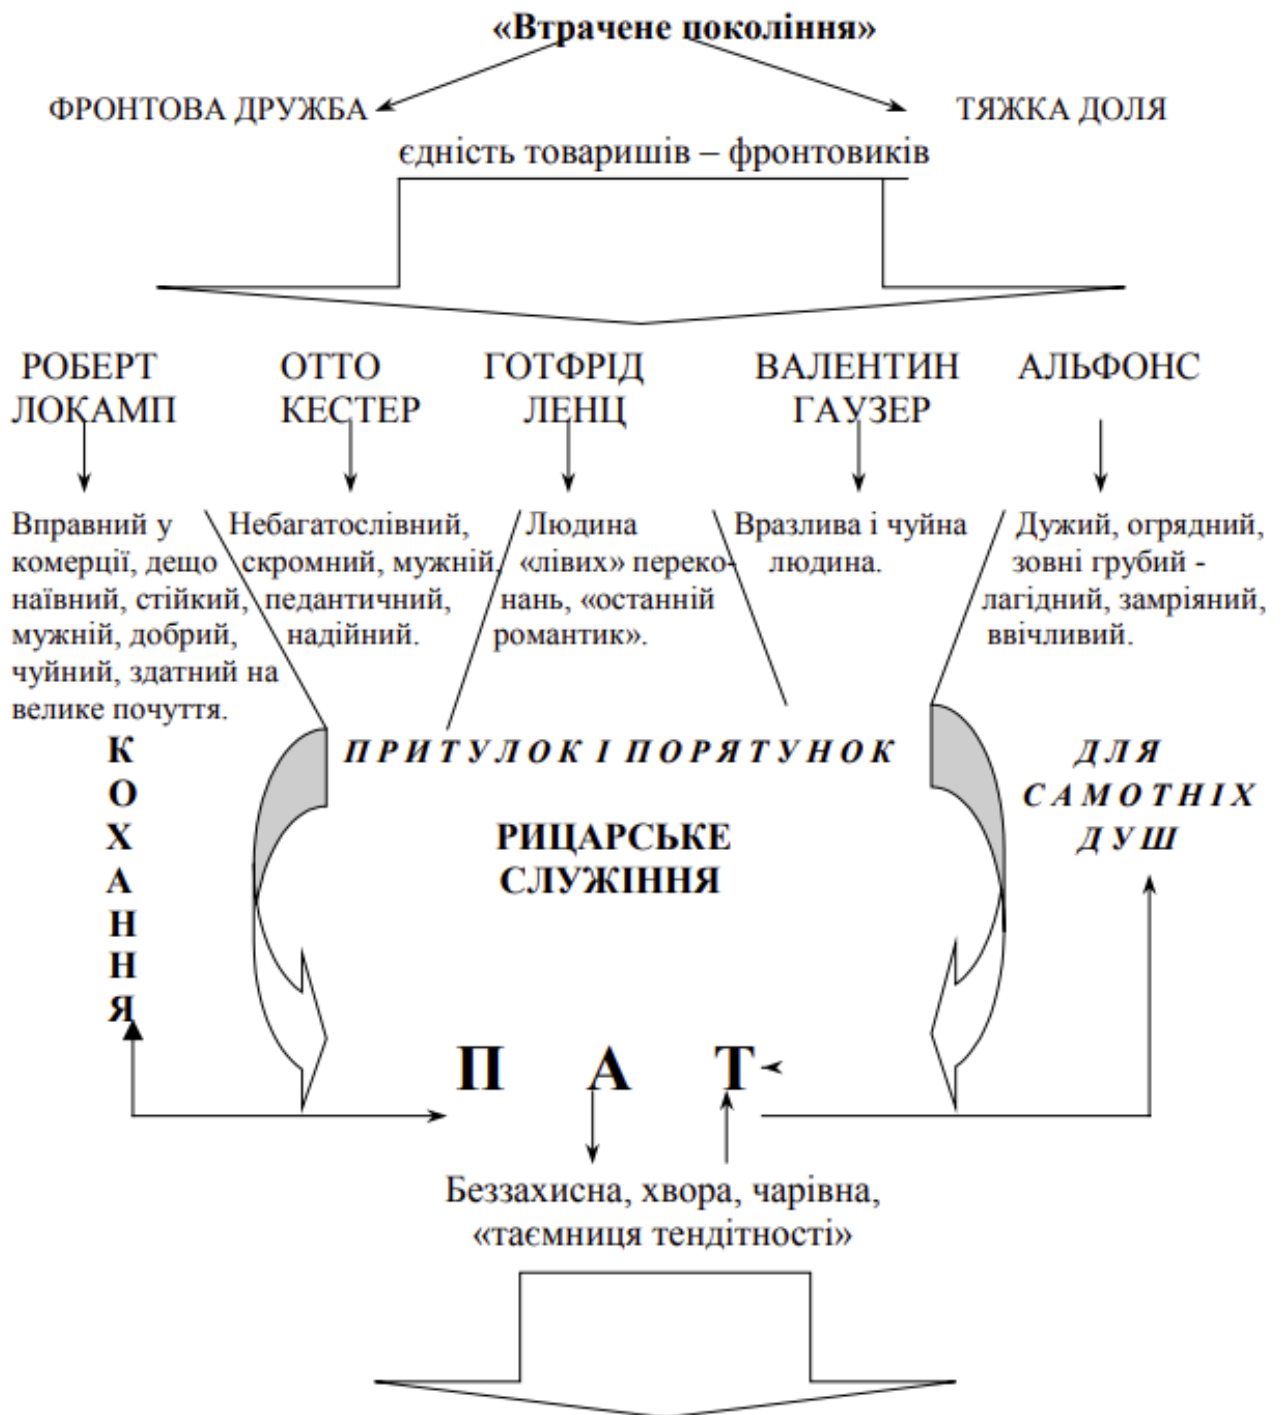 «Втрачене покоління»
ФРОНТОВА ДРУЖБА
ТЯЖКА ДОЛЯ
єдність товаришів – фронтовиків
РОБЕРТ
ЛОКАМП
ОТТО
КЕСТЕР
ГОТФРІД
ЛЕНЦ
ВАЛЕНТИН
ГАУЗЕР
АЛЬФОНС
Вправний у
комерції, дещо
наївний, стійкий,
мужній, добрий,
чуйний, здатний на
велике почуття.
Небагатослівний,
скромний, мужній,
педантичний,
надійний.
Людина
«лівих» переко-
нань, «останній
романтик».
Вразлива і чуйна
людина.
Дужий, огрядний,
зовні грубий -
лагідний, замріяний,
ввічливий.
К
О
Х
А
Н
Н
Я
П Р И Т У Л О К І П О Р Я Т У Н О К
Д Л Я
С А М О Т Н І Х
Д У Ш
РИЦАРСЬКЕ
СЛУЖІННЯ
П А Т
Беззахисна, хвора, чарівна,
«таємниця тендітності»